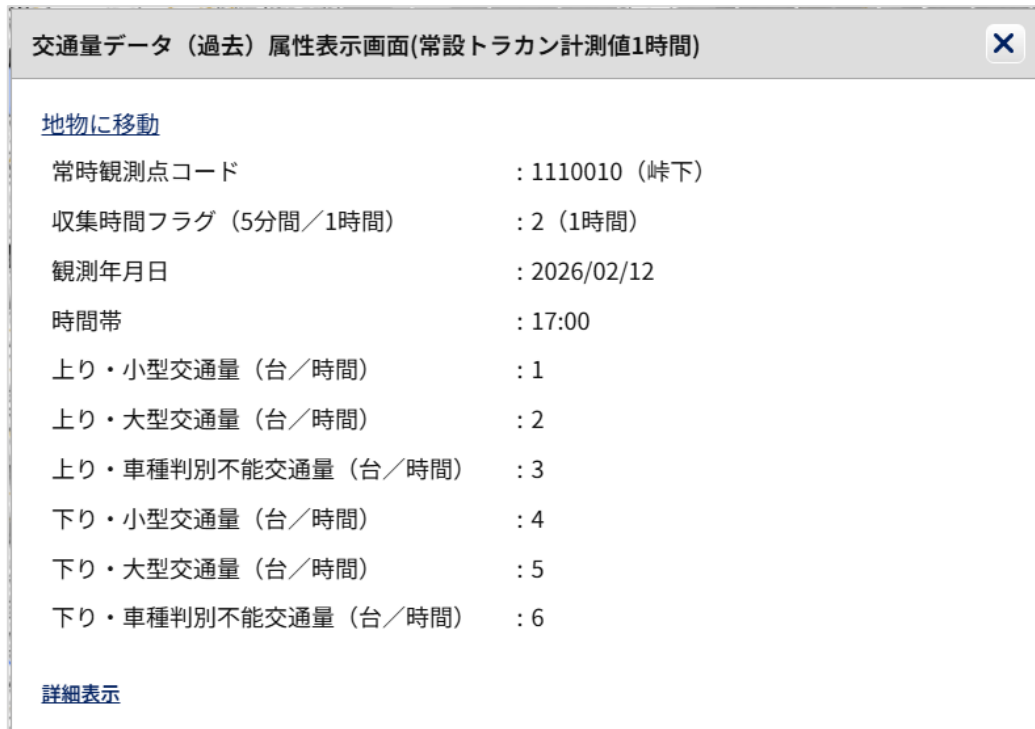 交通量データ（過去）属性表示画面(常設トラカン計測値1時間)
地物に移動
常時観測点コード : 1110010（峠下）
収集時間フラグ（5分間／1時間） : 2（1時間）
観測年月日 : 2026/02/12
時間帯 : 17:00
上り・小型交通量（台／時間） : 1
上り・大型交通量（台／時間） : 2
上り・車種判別不能交通量（台／時間） : 3
下り・小型交通量（台／時間） : 4
下り・大型交通量（台／時間） : 5
下り・車種判別不能交通量（台／時間） : 6
詳細表示